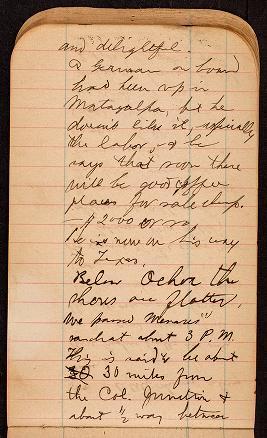 and delightful.
A German on board
had been up in
Matagalpa, but he
doesn't like it, especially
the labor, & he
says that soon there
will be good coffee
places for sale cheap.
- $2000 or so,
he is now on his way
to Texas.
Below Ochoa the
shores are flatter,
We passed
ranch at about 3 P.M.
This is said to be about
30 30 miles from
the Col. Junction &
about 1/2 way between